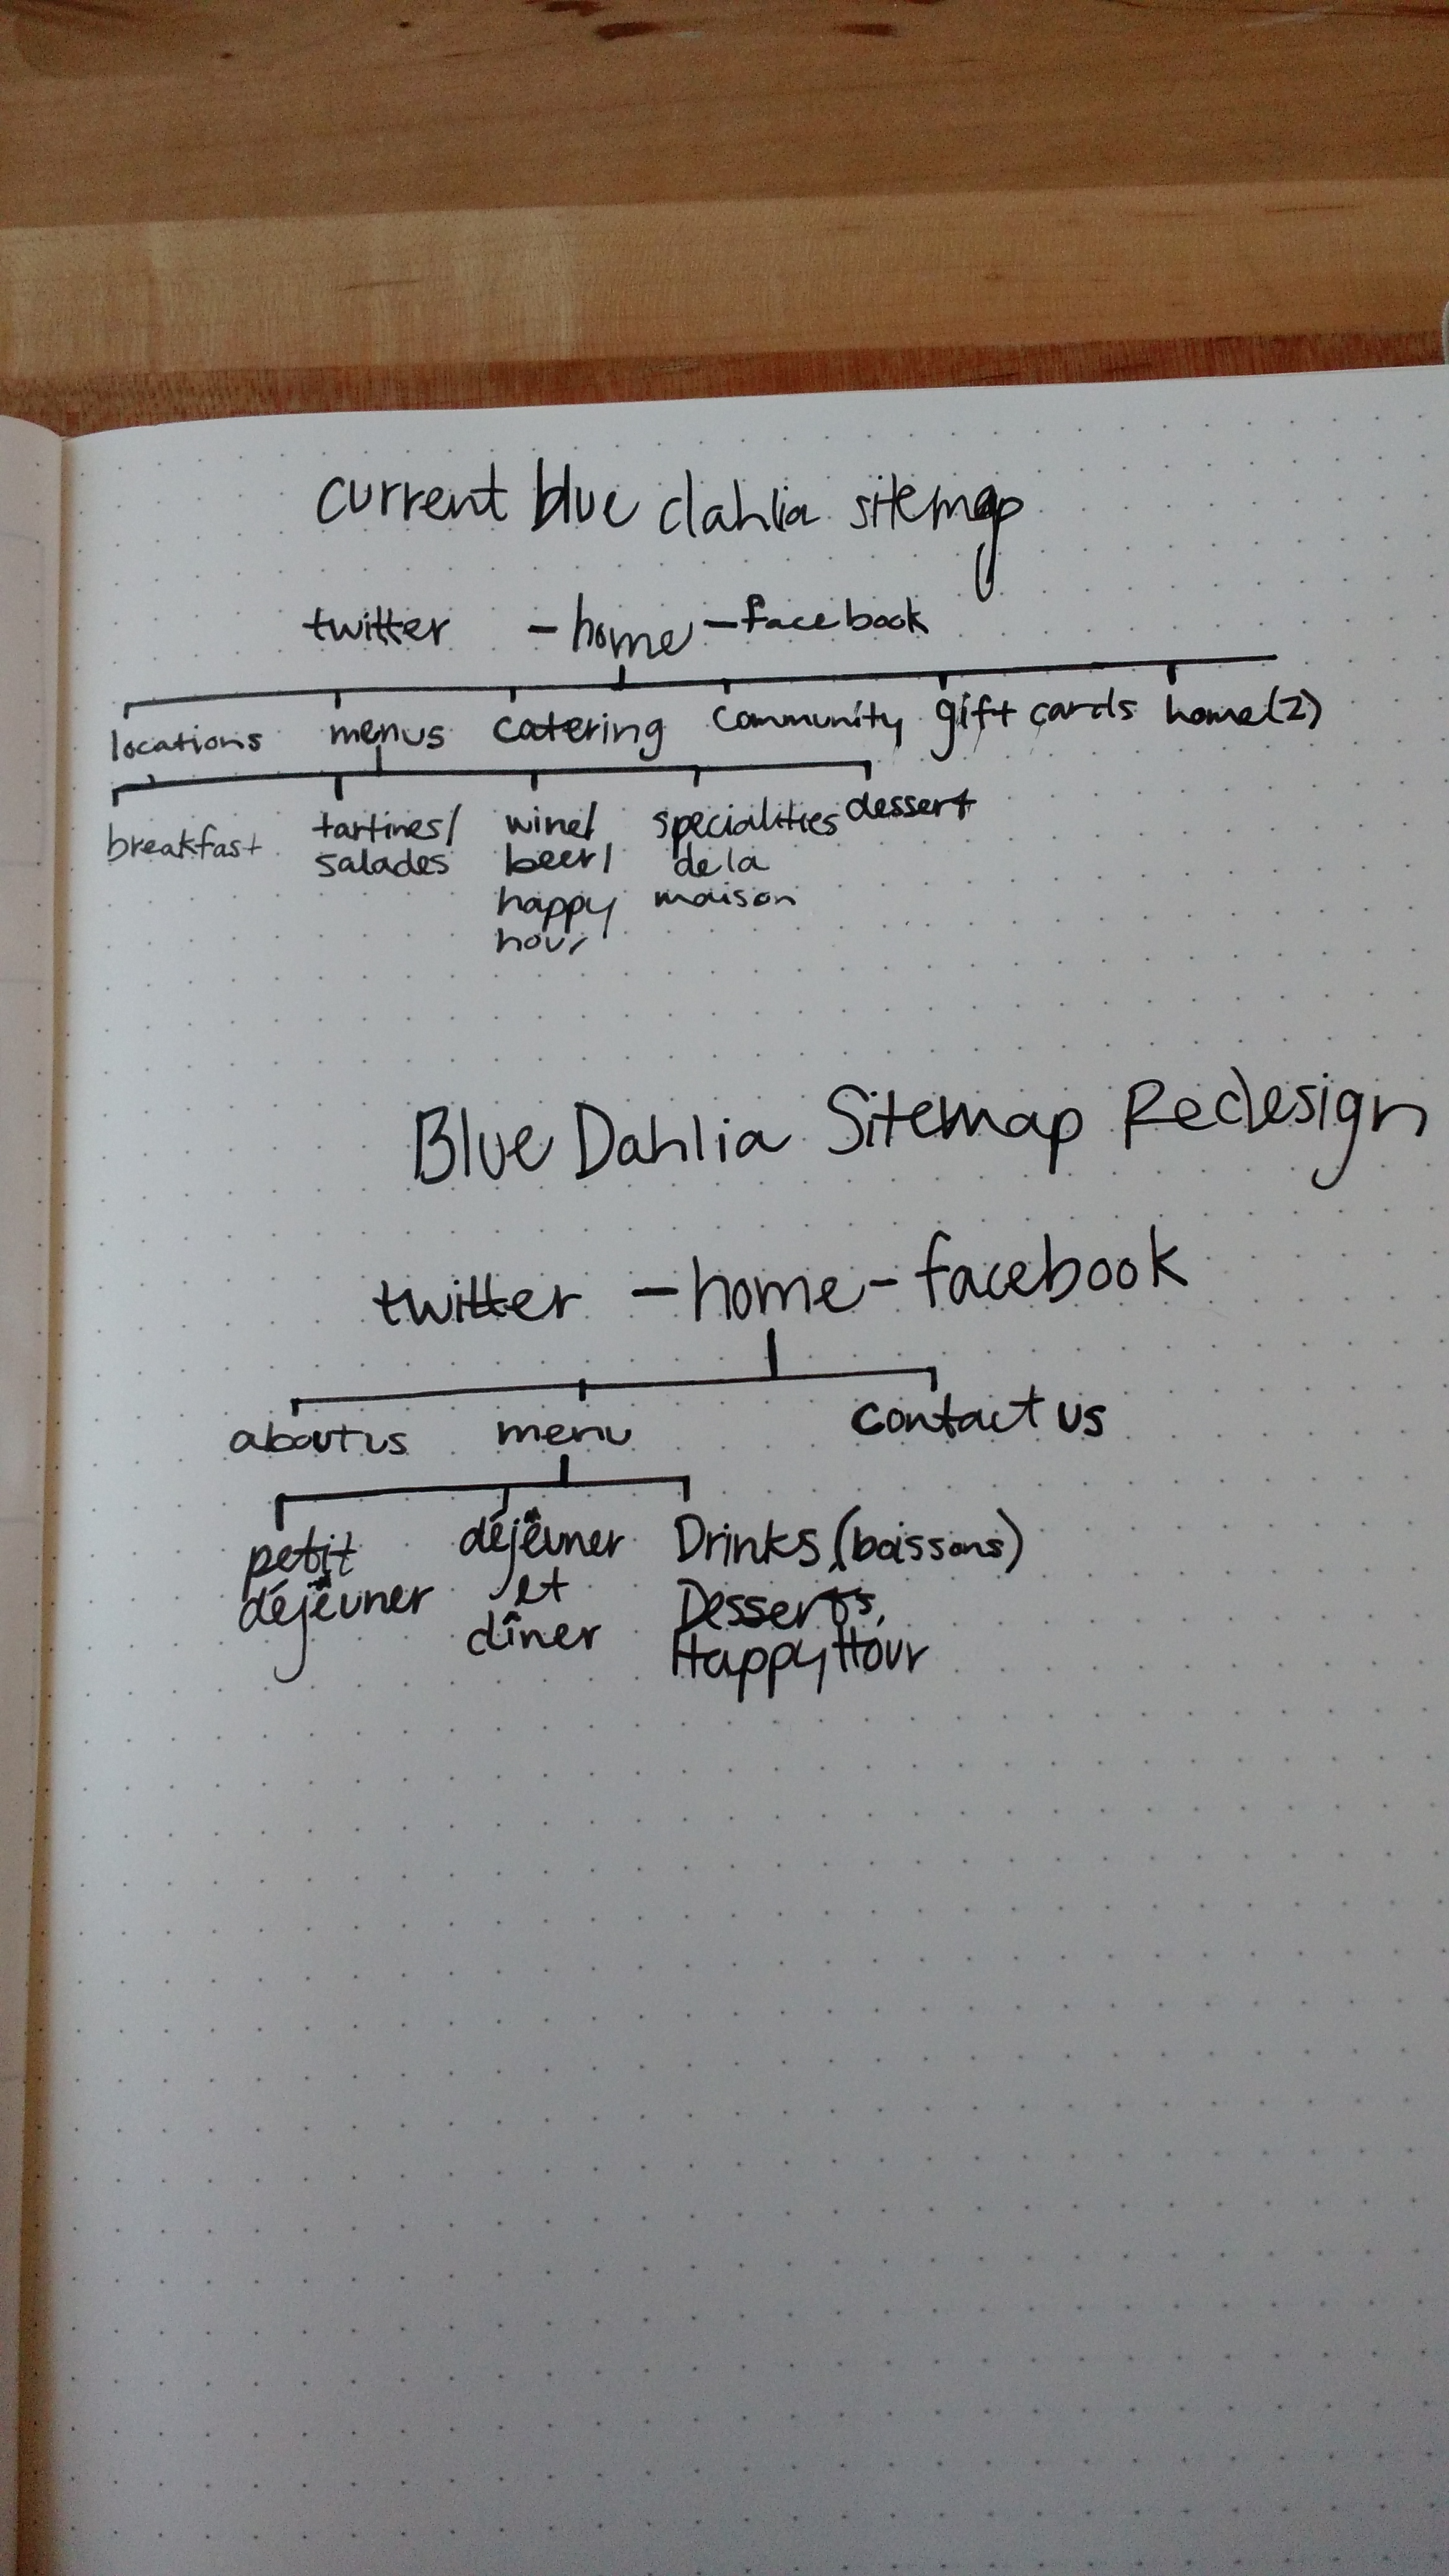 current blue dahlia sitemap
twitter - home - facebook
locations menus catering community gift cards home(2)
breakfast tartines/ wine/ specialities dessert
salades beer/ de la
happy maison
hour
Blue Dahlia Sitemap Redesign
twitter - home - facebook
about us menu contact us
petit déjeuner Drinks (boissons)
déjeuner et Desserts,
dîner Happy Hour